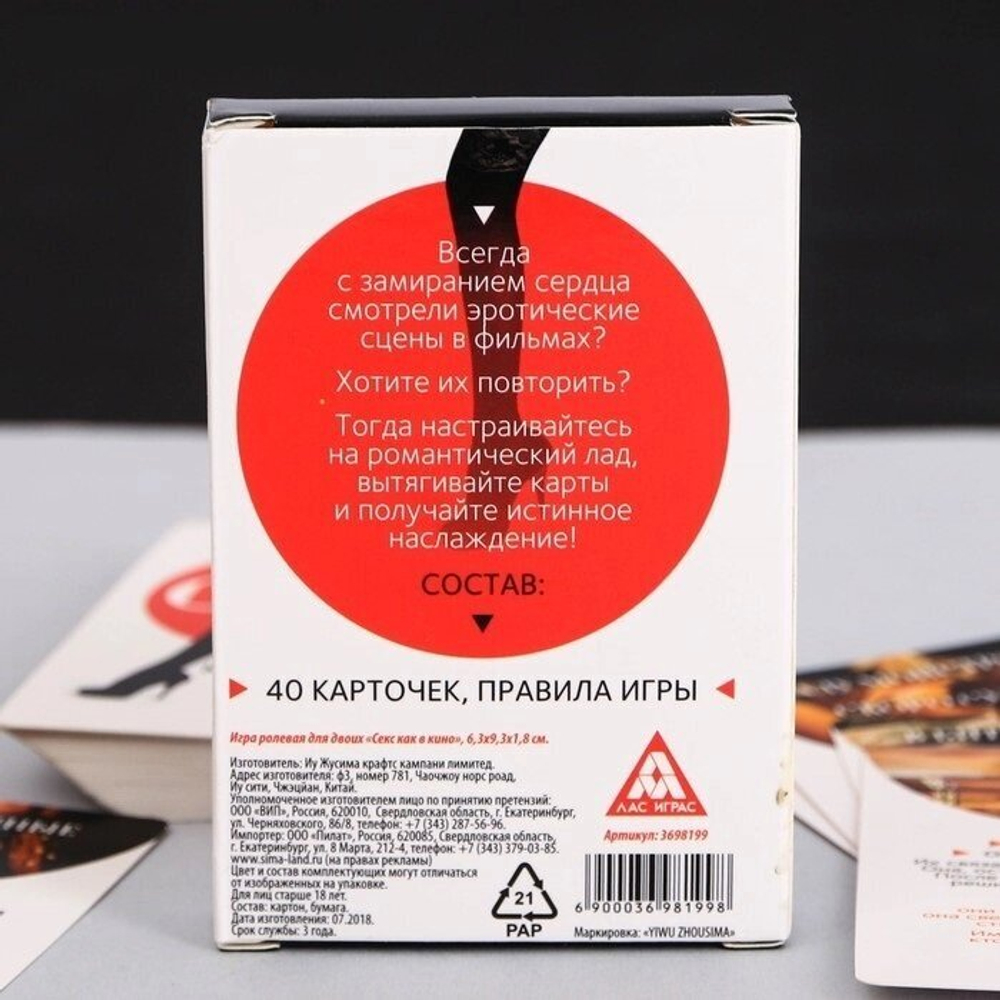 Всегда
с замиранием сердца
смотрели эротические
сцены в фильмах?
Хотите их повторить?
Тогда настраивайтесь
на романтический лад,
вытягивайте карты
и получайте истинное
наслаждение!
СОСТАВ:
40 КАРТОЧЕК, ПРАВИЛА ИГРЫ
Игра ролевая для двоих «Секс как в кино», 6,3х9,3х1,8 см.
Изготовитель: Иу Жусима крафтс кампани лимитед.
Адрес изготовителя: ф3, номер 781, Чаочжоу норс роад,
Иу сити, Чжэцзян, Китай.
Уполномоченное изготовителем лицо по принятию претензий:
ООО «ВИП», Россия, 620010, Свердловская область, г. Екатеринбург,
ул. Черняховского, 86/8, телефон: +7 (343) 287-56-96.
Импортер: ООО «Пилат», Россия, 620085, Свердловская область,
г. Екатеринбург, ул. 8 Марта, 212-4, телефон: +7 (343) 379-03-85.
www.sima-land.ru (на правах рекламы)
Цвет и состав комплектующих могут отличаться
от изображенных на упаковке.
Для лиц старше 18 лет.
Состав: картон, бумага.
Дата изготовления: 07.2018.
Срок службы: 3 года.
ЛАС ИГРАС
Артикул: 3698199
21
PAP
6 900036 981998
Маркировка: «YIWU ZHOUSIMA»